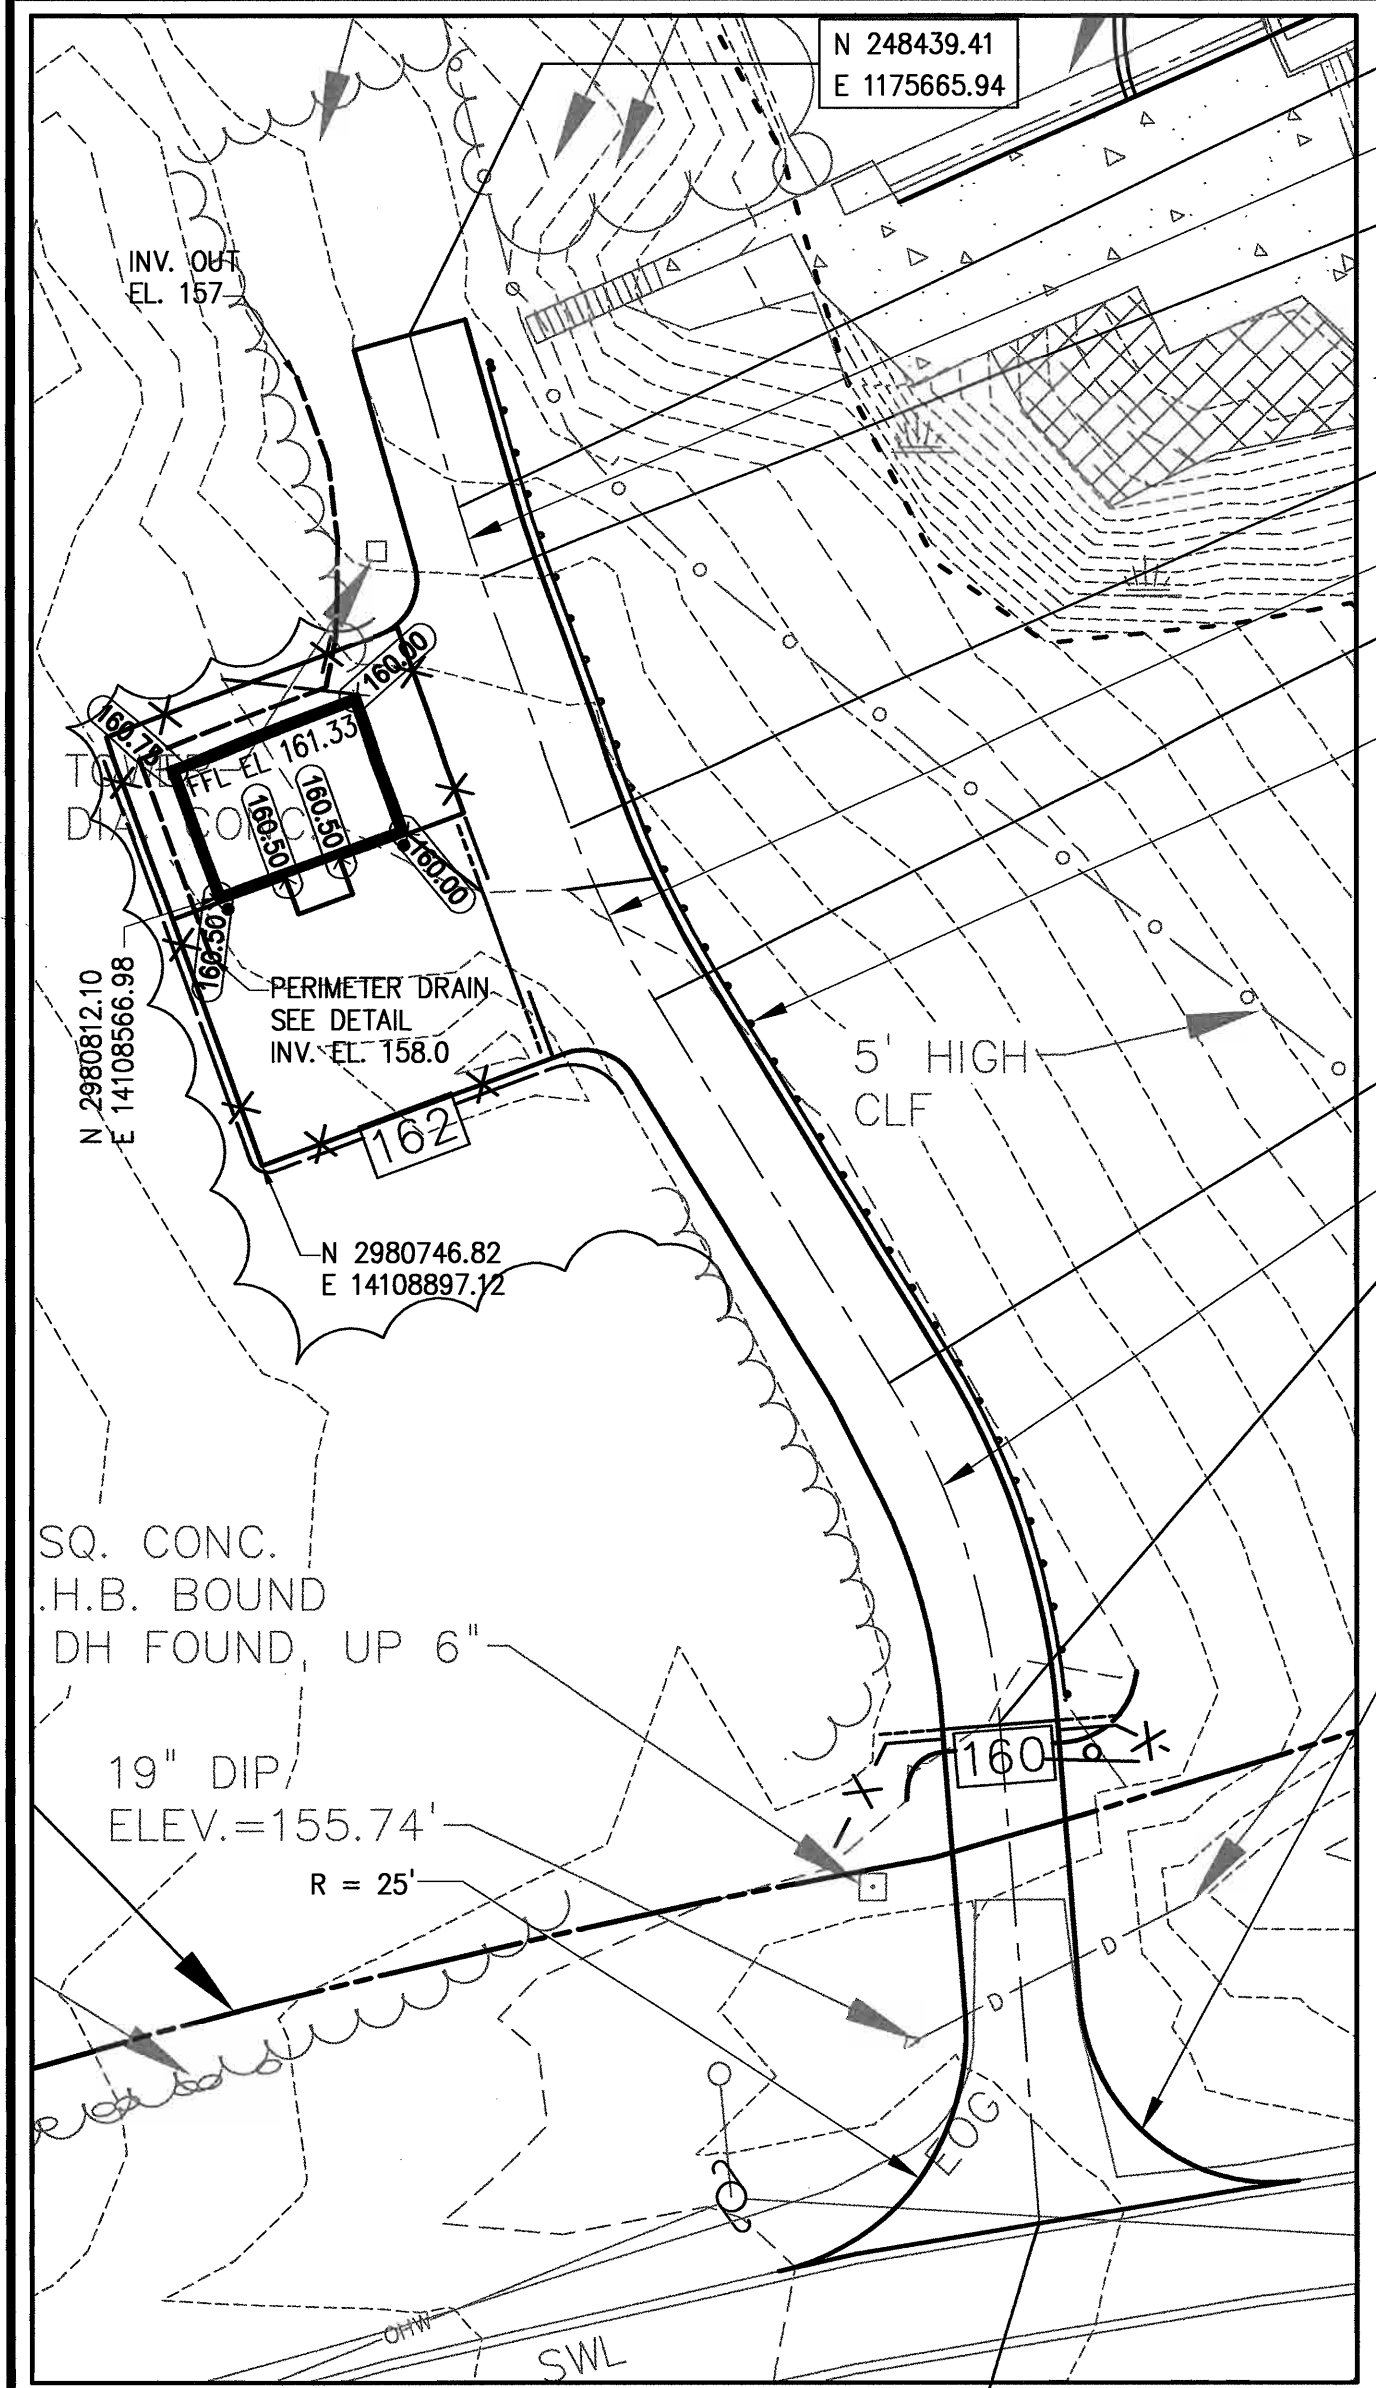 N 248439.41
E 1175665.94
INV. OUT
EL. 157
160.00
160.75
FFL EL 161.33
160.50
160.50
160.00
160.50
DIA. CONC.
N 2980812.10
E 14108566.98
PERIMETER DRAIN
SEE DETAIL
INV. EL. 158.0
5' HIGH
CLF
162
N 2980746.82
E 14108897.12
SQ. CONC.
.H.B. BOUND
DH FOUND, UP 6"
160
19" DIP
ELEV.=155.74'
R = 25'
D
D
EOG
OHW
SWL